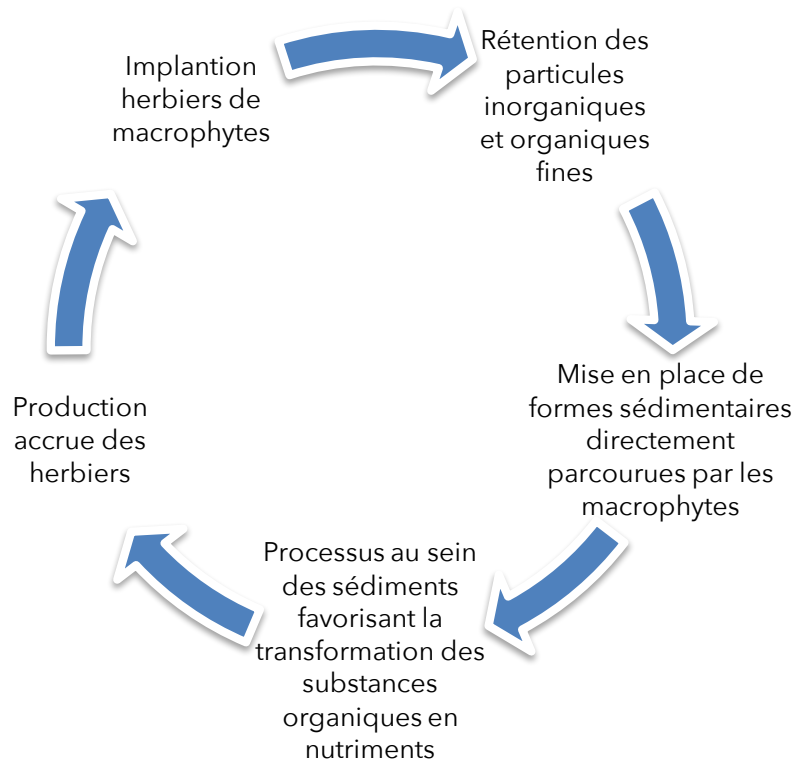 Implantion
herbiers de
macrophytes
Rétention des
particules
inorganiques
et organiques
fines
Mise en place de
formes sédimentaires
directement
parcourues par les
macrophytes
Processus au sein
des sédiments
favorisant la
transformation des
substances
organiques en
nutriments
Production
accrue des
herbiers